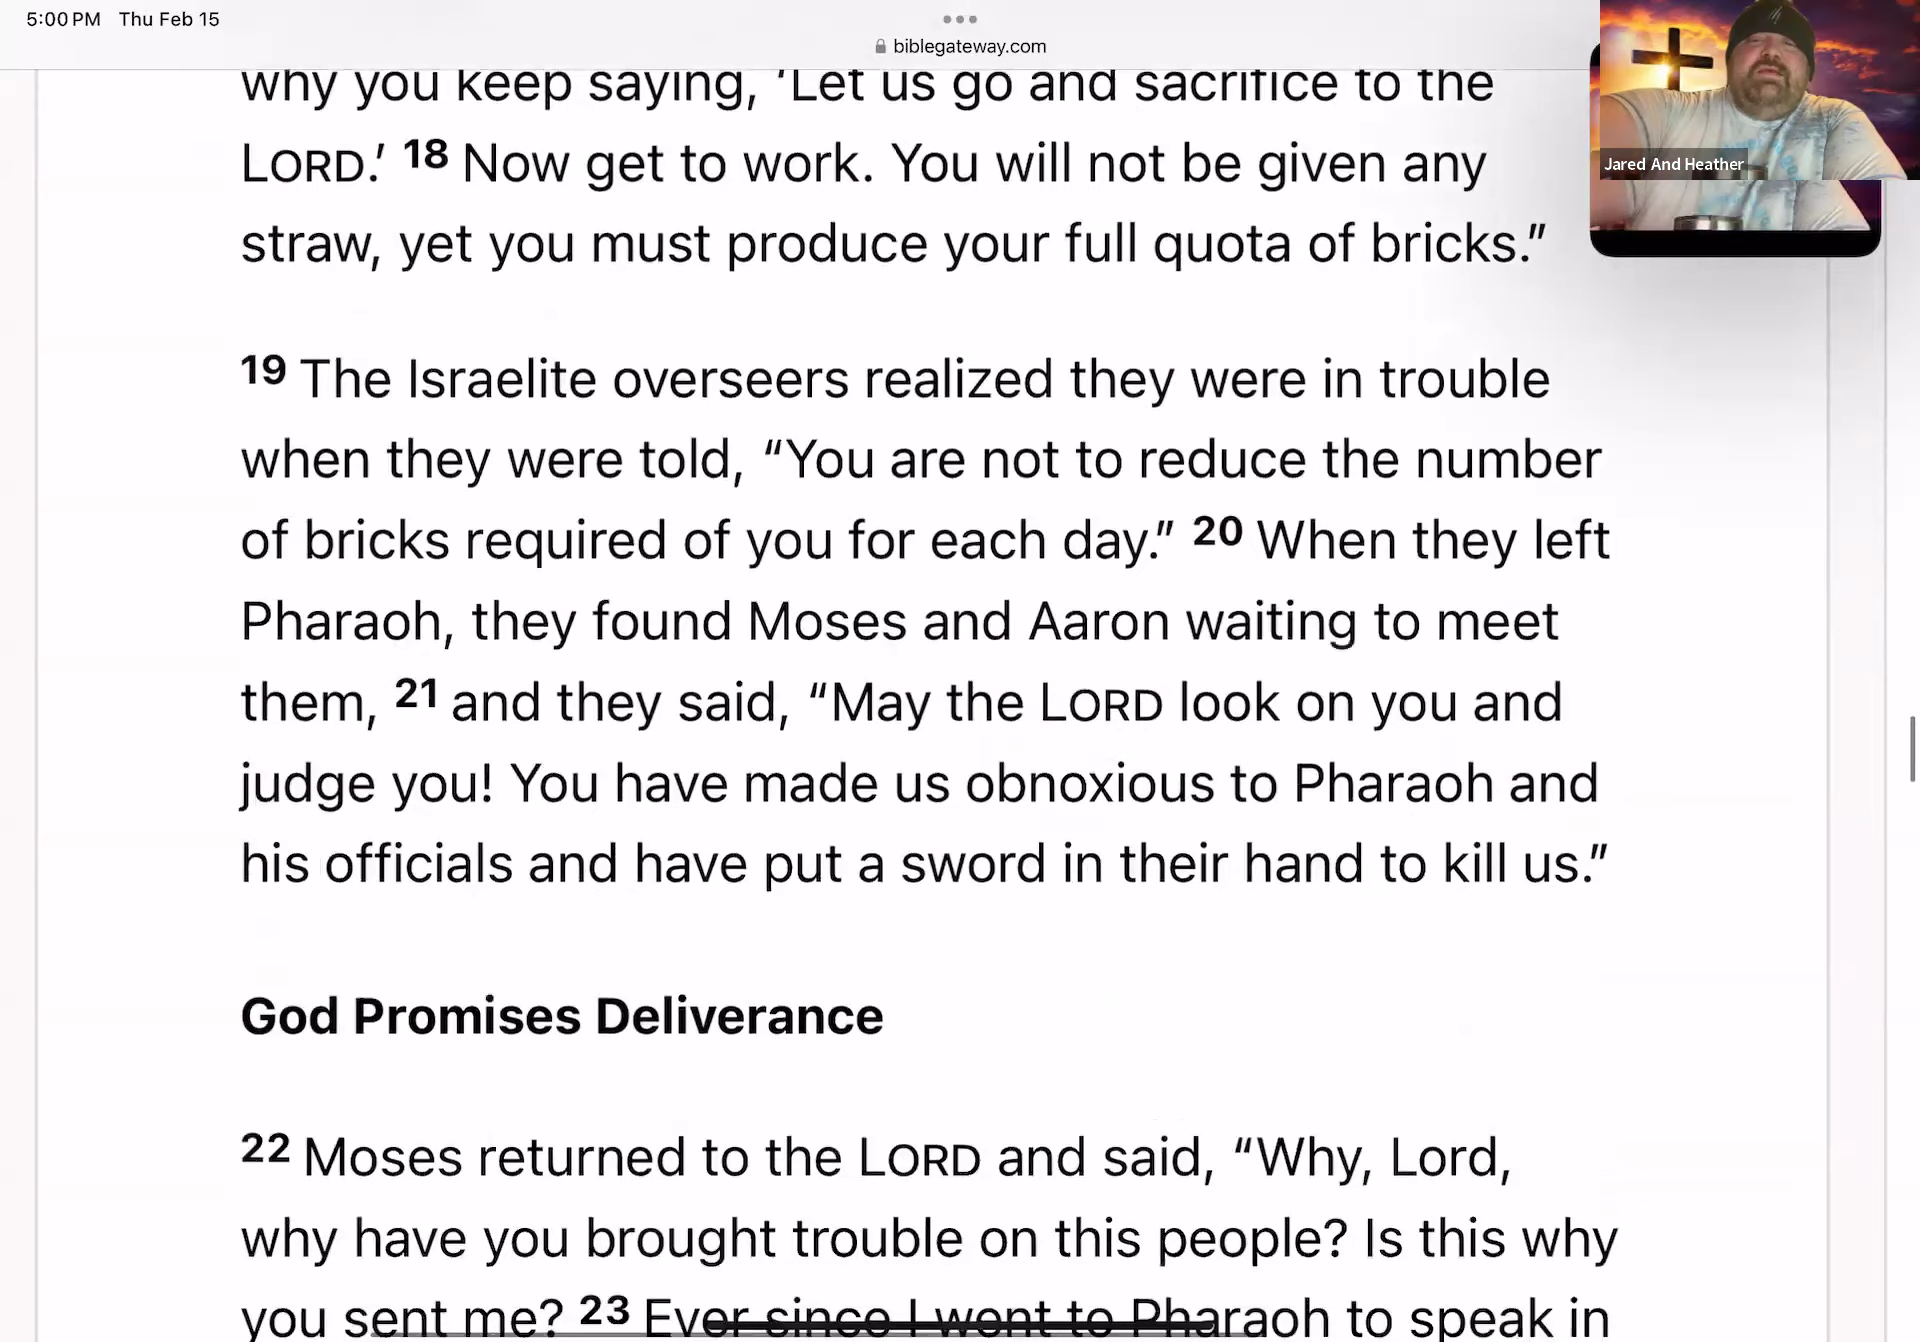 5:00 PM Thu Feb 15
biblegateway.com
Jared And Heather
why you keep saying, ‘Let us go and sacrifice to the
LORD.’ 18 Now get to work. You will not be given any
straw, yet you must produce your full quota of bricks.”
19 The Israelite overseers realized they were in trouble
when they were told, “You are not to reduce the number
of bricks required of you for each day.” 20 When they left
Pharaoh, they found Moses and Aaron waiting to meet
them, 21 and they said, “May the LORD look on you and
judge you! You have made us obnoxious to Pharaoh and
his officials and have put a sword in their hand to kill us.”
God Promises Deliverance
22 Moses returned to the LORD and said, “Why, Lord,
why have you brought trouble on this people? Is this why
you sent me? 23 Ever since I went to Pharaoh to speak in